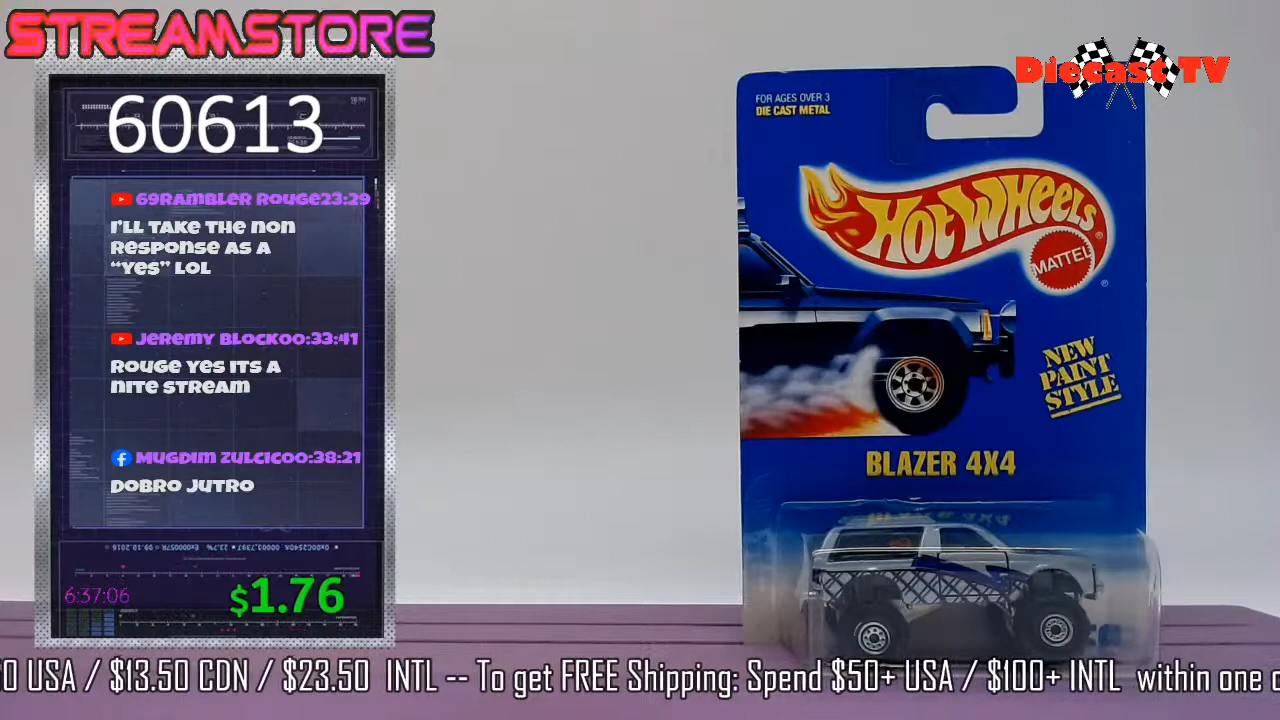 STREAMSTORE
Diecast TV
60613
69Rambler Rouge23:29
I'll take the non
response as a
“yes” LOL
Jeremy Block00:33:41
Rouge yes its a
nite stream
Mugdim Zulcic00:38:21
Dobro jutro
6:37:06
$1.76
FOR AGES OVER 3
DIE CAST METAL
Hot Wheels
MATTEL
®
NEW
PAINT
STYLE
BLAZER 4X4
0 USA / $13.50 CDN / $23.50 INTL -- To get FREE Shipping: Spend $50+ USA / $100+ INTL within one